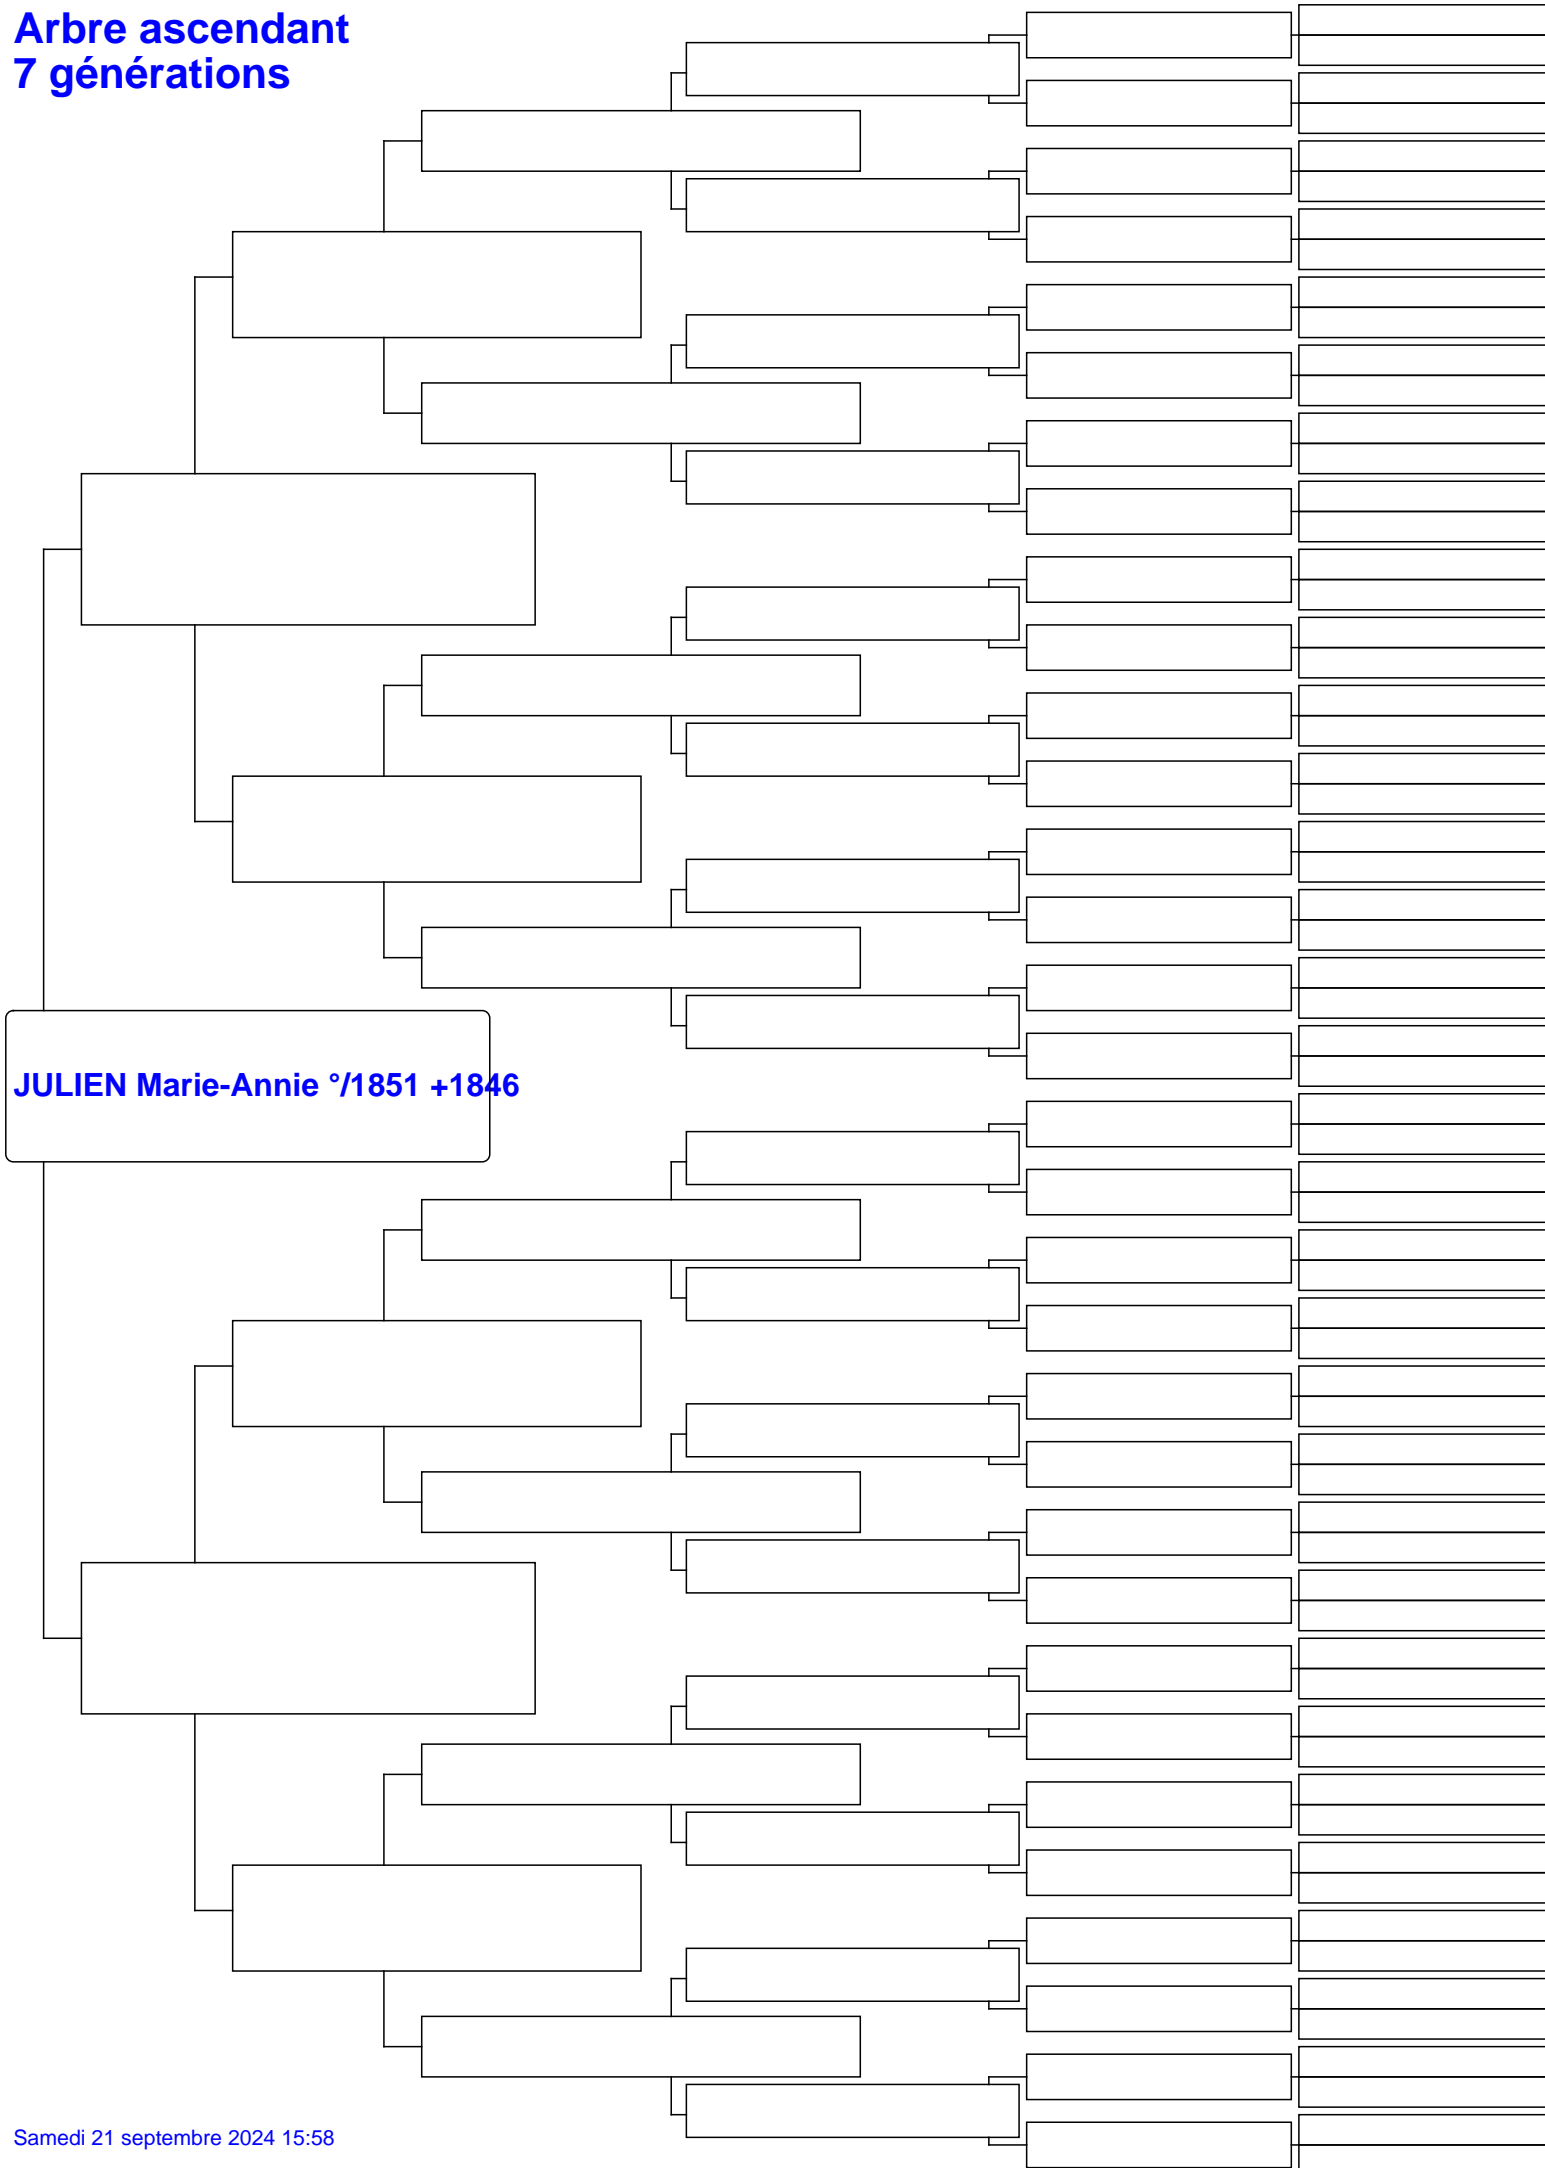 Arbre ascendant
7 générations
JULIEN Marie-Annie °/1851 +1846
Samedi 21 septembre 2024 15:58